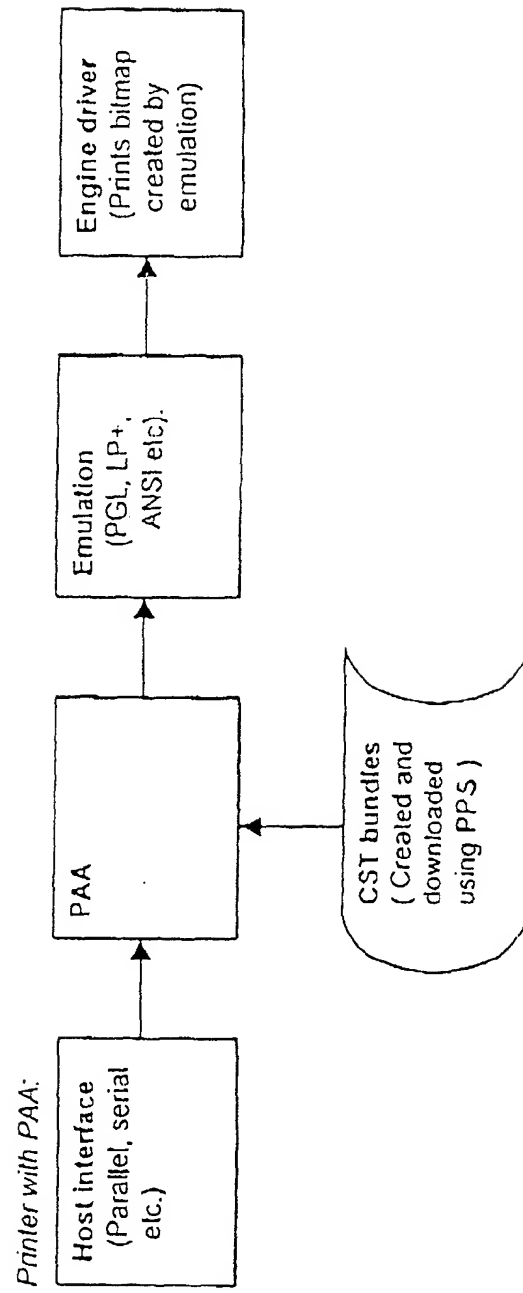 Printer with PAA:
Host interface
(Parallel, serial
etc.)
PAA
Emulation
(PGL, LP+,
ANSI etc).
Engine driver
(Prints bitmap
created by
emulation)
CST bundles
( Created and
downloaded
using PPS )